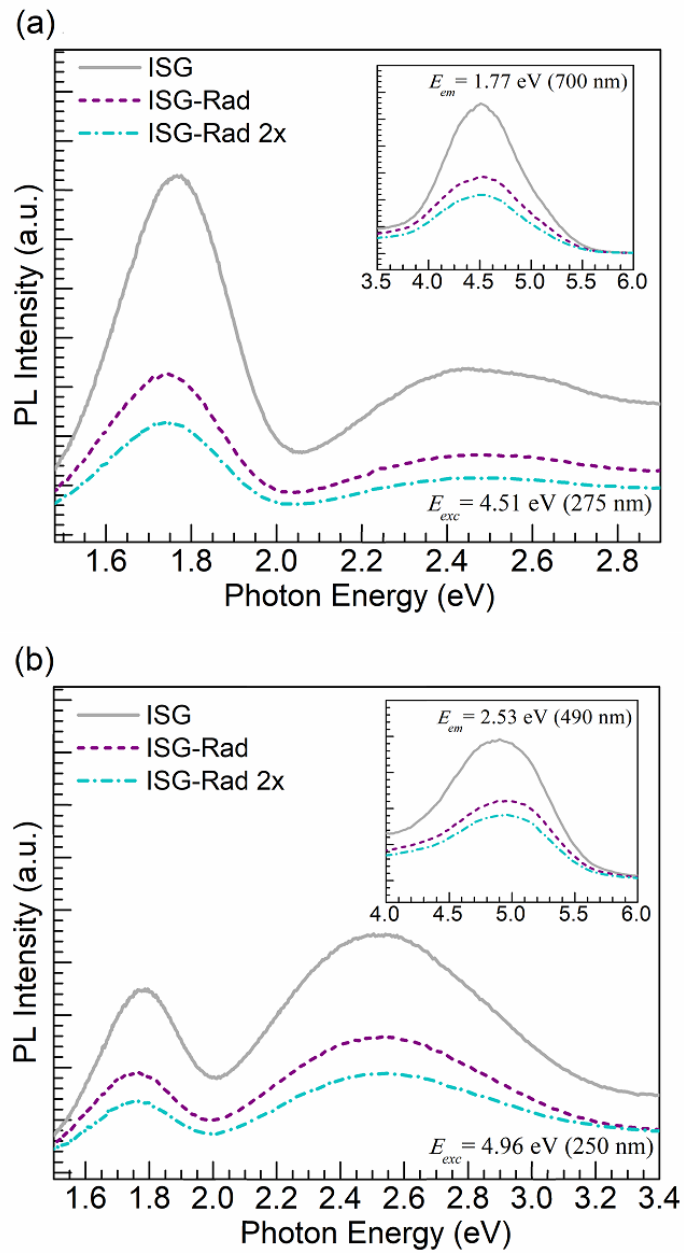 (a)
ISG
ISG-Rad
ISG-Rad 2x
E_em = 1.77 eV (700 nm)
3.5 4.0 4.5 5.0 5.5 6.0
PL Intensity (a.u.)
E_exc = 4.51 eV (275 nm)
1.6 1.8 2.0 2.2 2.4 2.6 2.8
Photon Energy (eV)
(b)
ISG
ISG-Rad
ISG-Rad 2x
E_em = 2.53 eV (490 nm)
4.0 4.5 5.0 5.5 6.0
PL Intensity (a.u.)
E_exc = 4.96 eV (250 nm)
1.6 1.8 2.0 2.2 2.4 2.6 2.8 3.0 3.2 3.4
Photon Energy (eV)